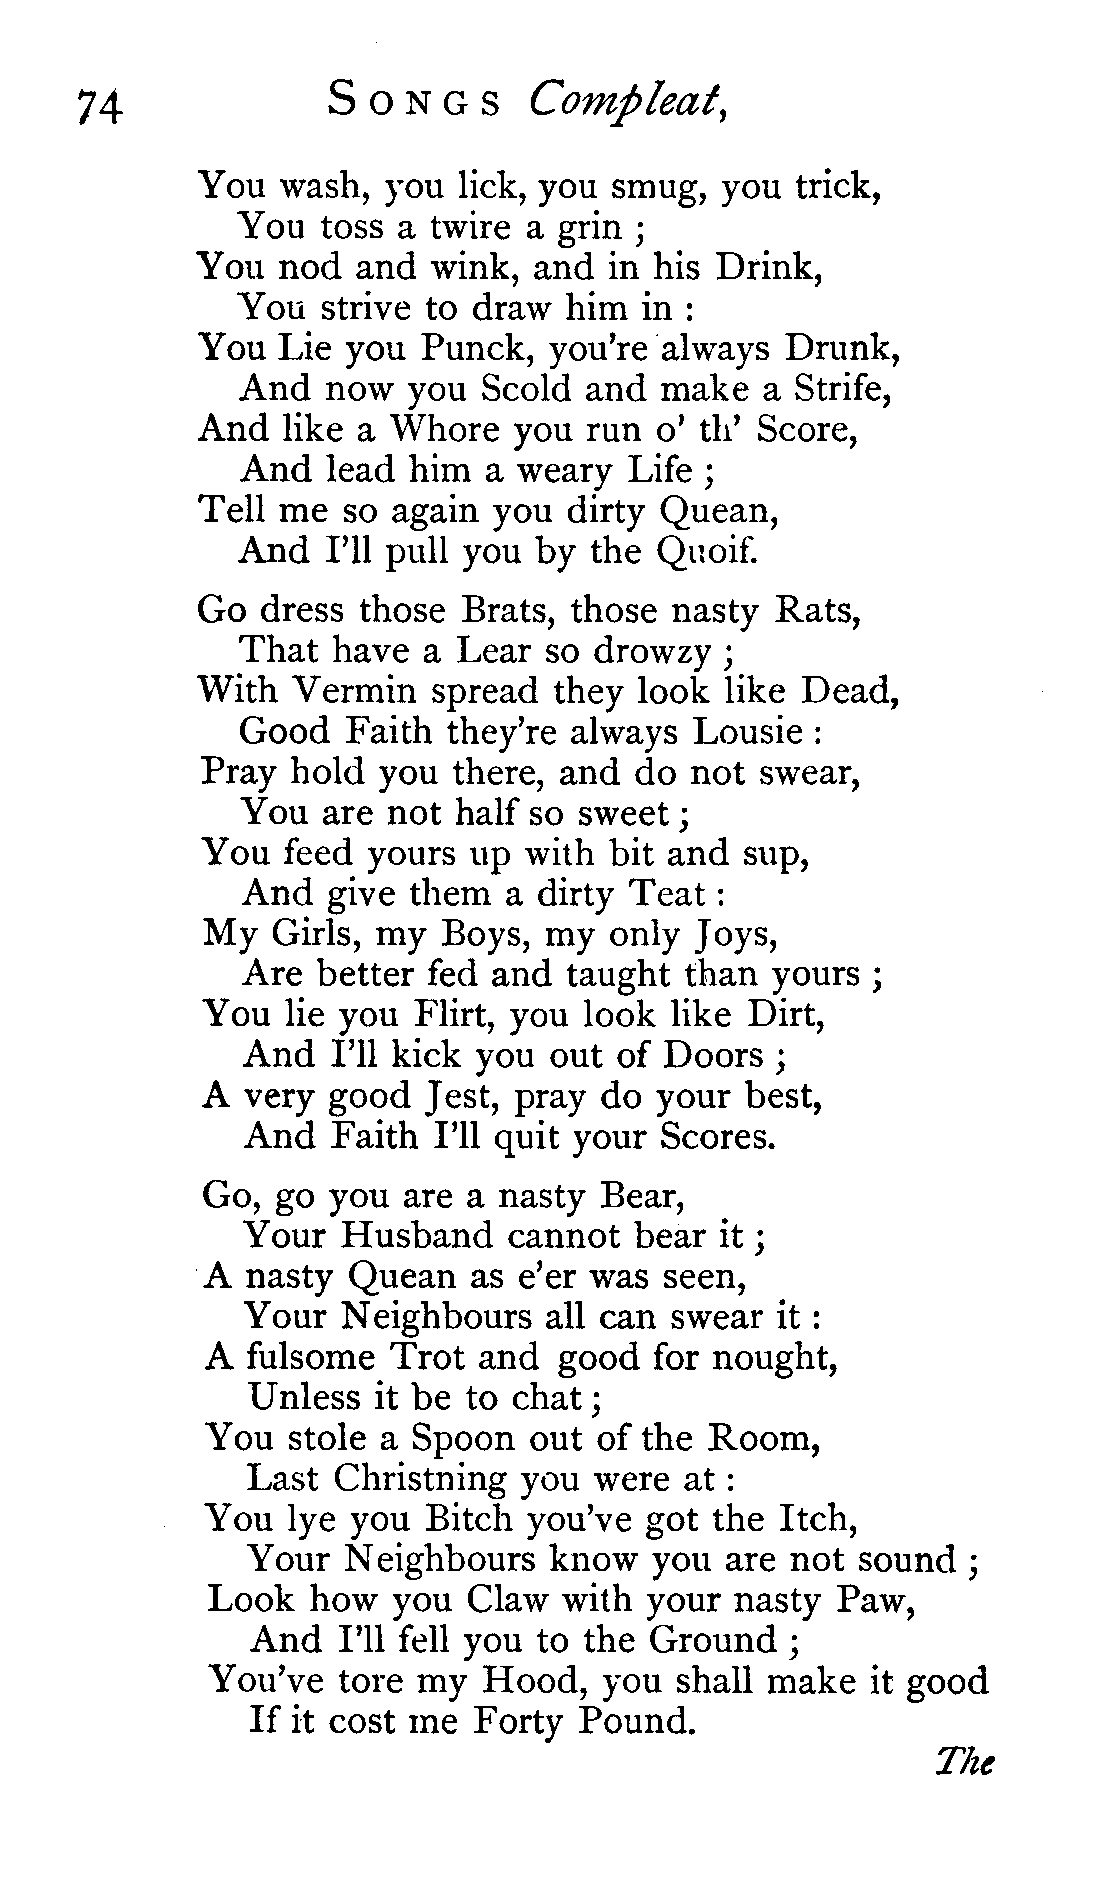 74 SONGS Compleat,
You wash, you lick, you smug, you trick,
You toss a twire a grin ;
You nod and wink, and in his Drink,
You strive to draw him in :
You Lie you Punck, you're always Drunk,
And now you Scold and make a Strife,
And like a Whore you run o' th' Score,
And lead him a weary Life ;
Tell me so again you dirty Quean,
And I'll pull you by the Quoif.
Go dress those Brats, those nasty Rats,
That have a Lear so drowzy ;
With Vermin spread they look like Dead,
Good Faith they're always Lousie :
Pray hold you there, and do not swear,
You are not half so sweet ;
You feed yours up with bit and sup,
And give them a dirty Teat :
My Girls, my Boys, my only Joys,
Are better fed and taught than yours ;
You lie you Flirt, you look like Dirt,
And I'll kick you out of Doors ;
A very good Jest, pray do your best,
And Faith I'll quit your Scores.
Go, go you are a nasty Bear,
Your Husband cannot bear it ;
A nasty Quean as e'er was seen,
Your Neighbours all can swear it :
A fulsome Trot and good for nought,
Unless it be to chat ;
You stole a Spoon out of the Room,
Last Christning you were at :
You lye you Bitch you've got the Itch,
Your Neighbours know you are not sound ;
Look how you Claw with your nasty Paw,
And I'll fell you to the Ground ;
You've tore my Hood, you shall make it good
If it cost me Forty Pound.
The